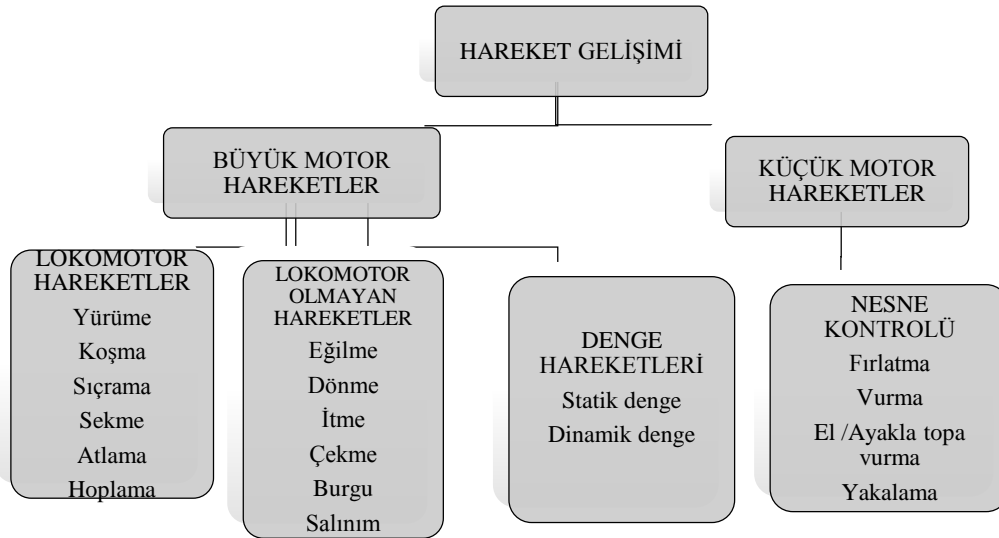 HAREKET GELİŞİMİ
BÜYÜK MOTOR
HAREKETLER
KÜÇÜK MOTOR
HAREKETLER
LOKOMOTOR
HAREKETLER
Yürüme
Koşma
Sıçrama
Sekme
Atlama
Hoplama
LOKOMOTOR
OLMAYAN
HAREKETLER
Eğilme
Dönme
İtme
Çekme
Burgu
Salınım
DENGE
HAREKETLERİ
Statik denge
Dinamik denge
NESNE
KONTROLÜ
Fırlatma
Vurma
El /Ayakla topa
vurma
Yakalama